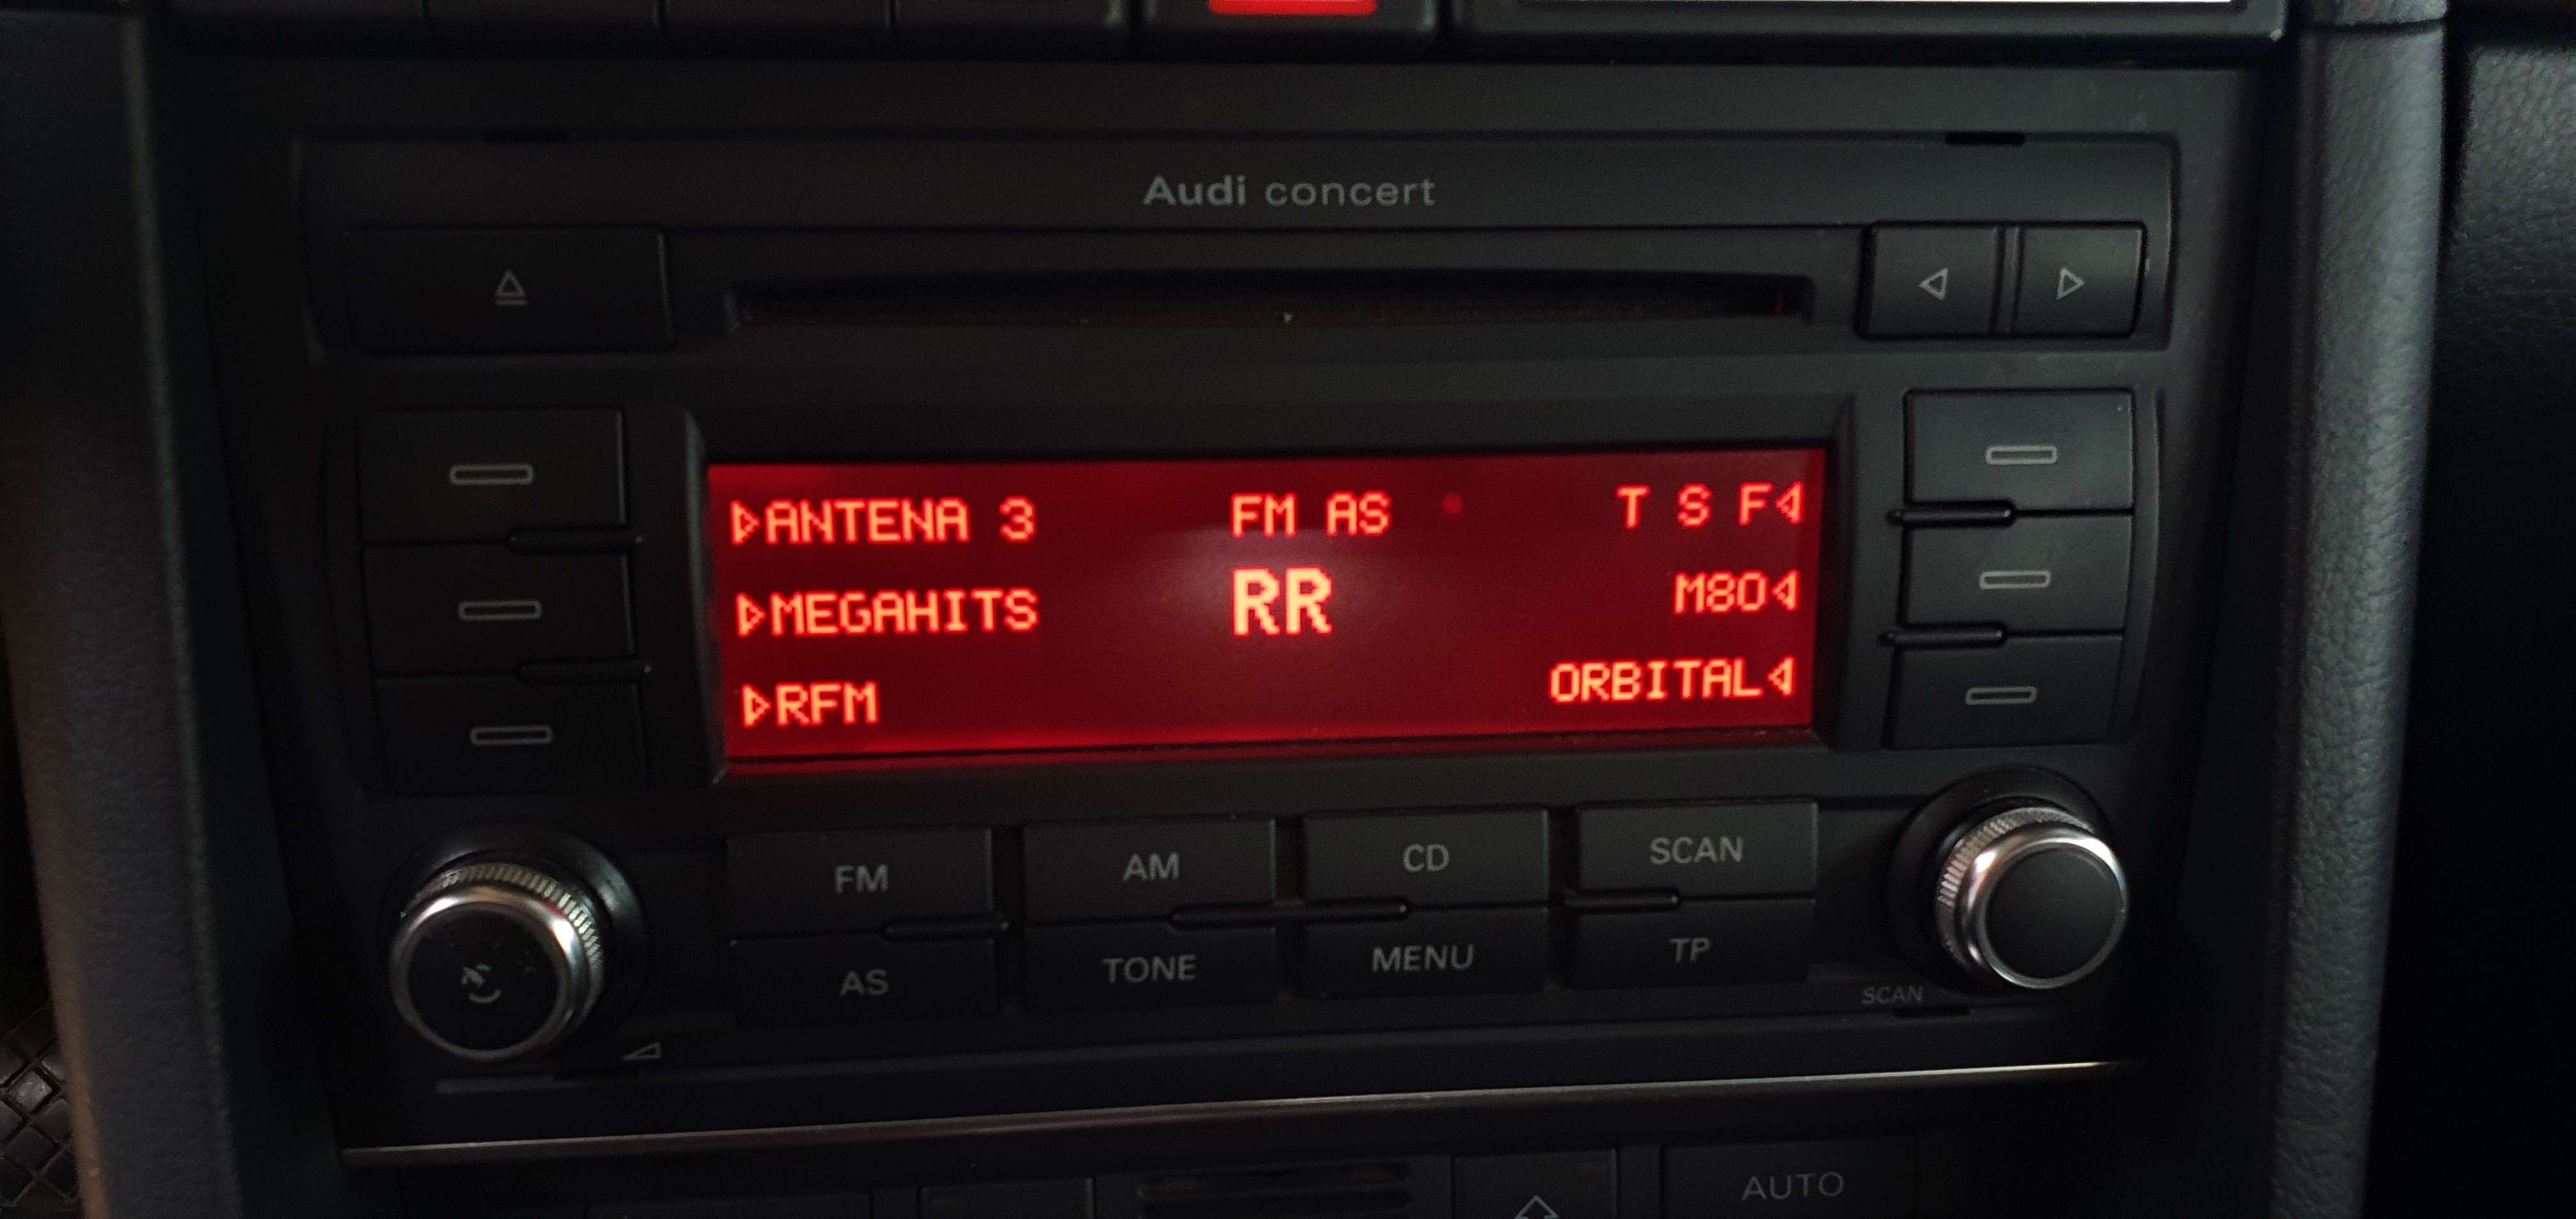 Audi concert
ANTENA 3 FM AS T S F
MEGAHITS RR M80
RFM ORBITAL
FM AM CD SCAN
AS TONE MENU TP
SCAN
AUTO